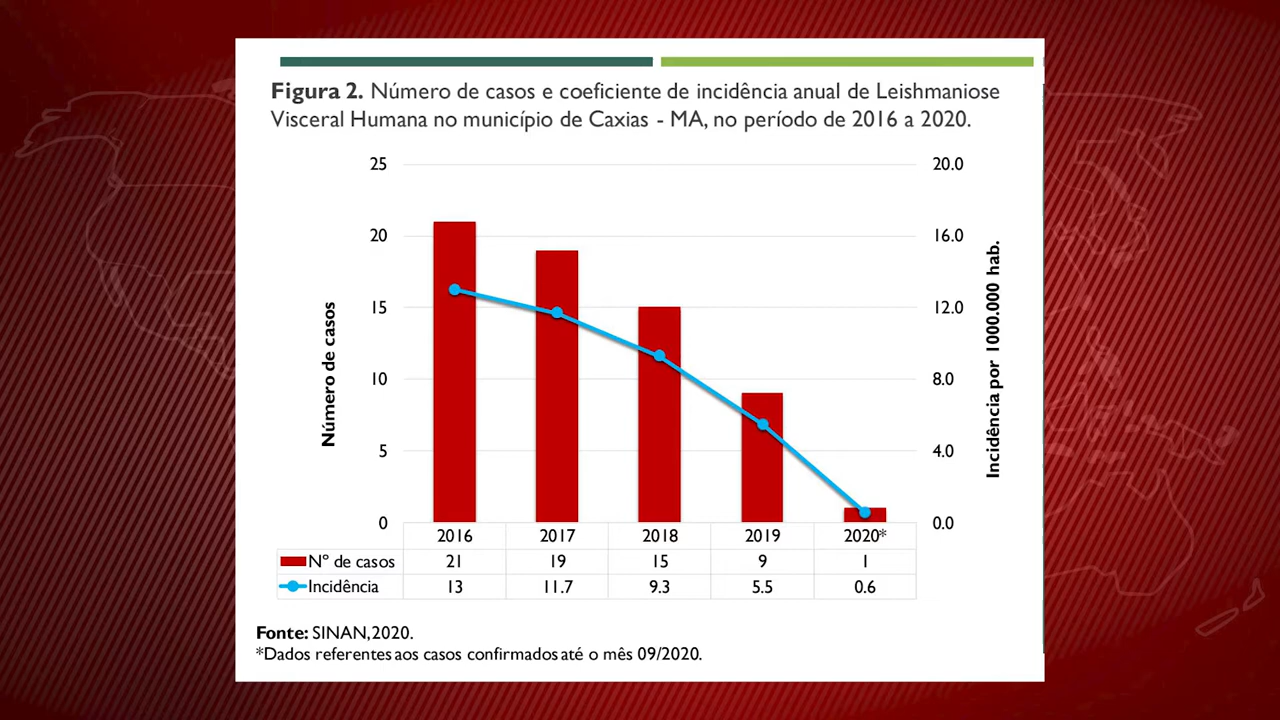 Figura 2. Número de casos e coeficiente de incidência anual de Leishmaniose
Visceral Humana no município de Caxias - MA, no período de 2016 a 2020.
25
20
15
10
5
0
Número de casos
20.0
16.0
12.0
8.0
4.0
0.0
Incidência por 1000.000 hab.
2016 2017 2018 2019 2020*
Nº de casos 21 19 15 9 1
Incidência 13 11.7 9.3 5.5 0.6
Fonte: SINAN, 2020.
*Dados referentes aos casos confirmados até o mês 09/2020.